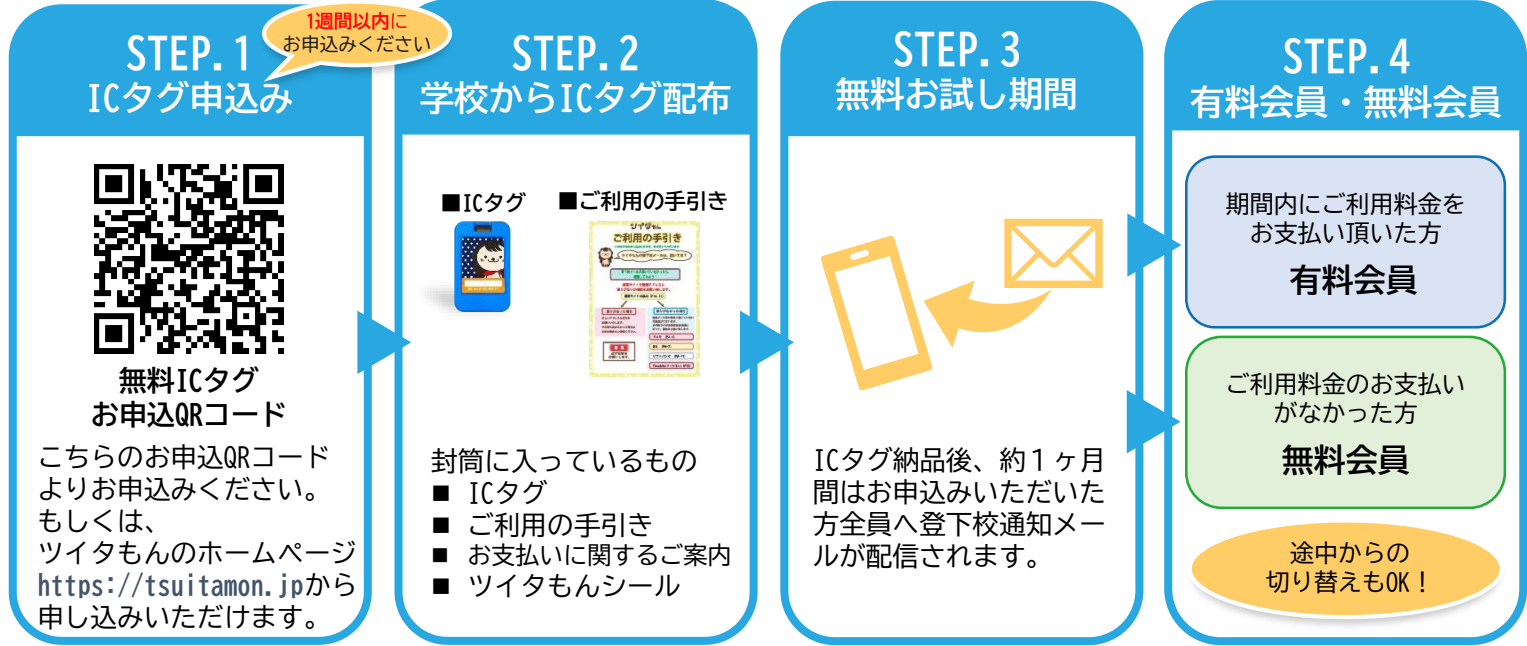 STEP.1
ICタグ申込み
1週間以内に
お申込みください
無料ICタグ
お申込QRコード
こちらのお申込QRコード
よりお申込みください。
もしくは、
ツイタもんのホームページ
https://tsuitamon.jpから
申し込みいただけます。
STEP.2
学校からICタグ配布
■ICタグ
■ご利用の手引き
ツイタもん
ご利用の手引き
封筒に入っているもの
■ ICタグ
■ ご利用の手引き
■ お支払いに関するご案内
■ ツイタもんシール
STEP.3
無料お試し期間
ICタグ納品後、約１ヶ月
間はお申込みいただいた
方全員へ登下校通知メー
ルが配信されます。
STEP.4
有料会員・無料会員
期間内にご利用料金を
お支払い頂いた方
有料会員
ご利用料金のお支払い
がなかった方
無料会員
途中からの
切り替えもOK！